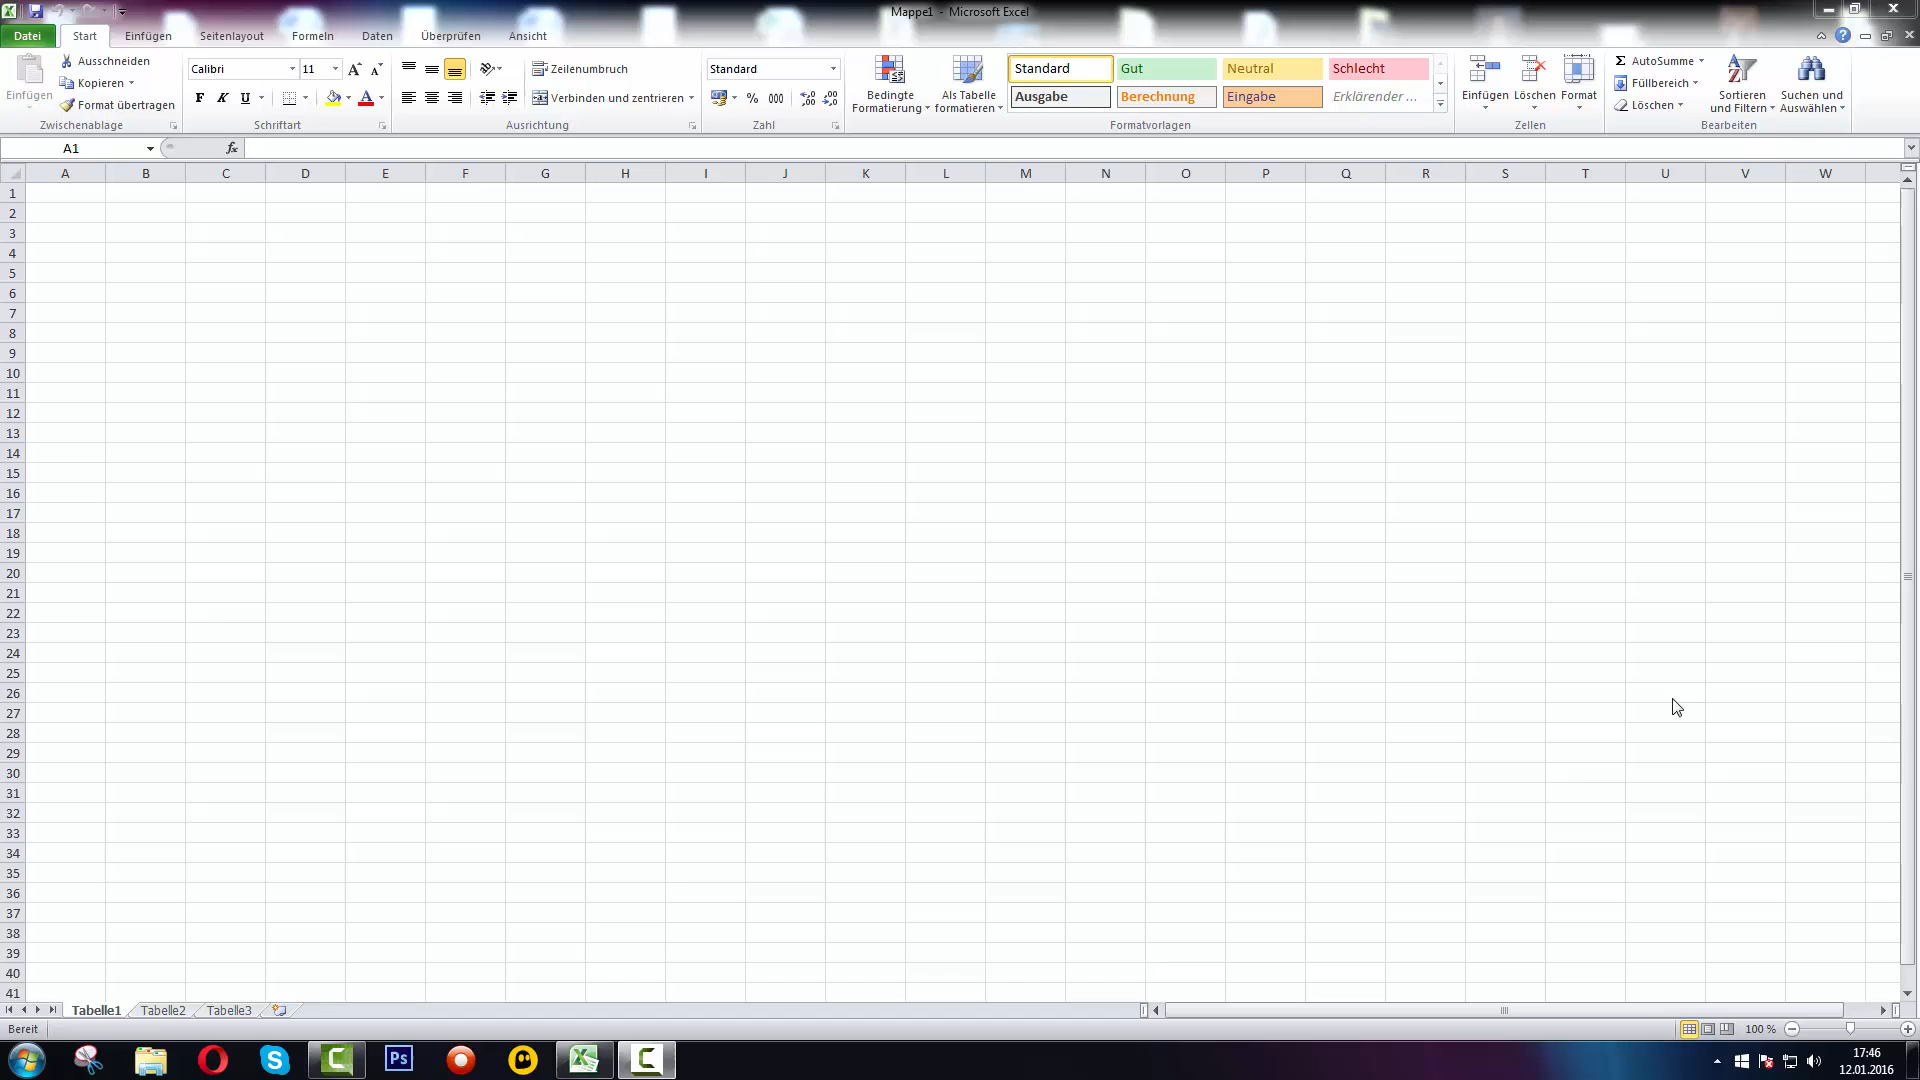 Mappe1 - Microsoft Excel
Datei Start Einfügen Seitenlayout Formeln Daten Überprüfen Ansicht
Einfügen
Ausschneiden
Kopieren
Format übertragen
Zwischenablage
Calibri 11
F K U A
Schriftart
Zeilenumbruch
Verbinden und zentrieren
Ausrichtung
Standard
% 000
Zahl
Bedingte Formatierung
Als Tabelle formatieren
Standard Gut Neutral Schlecht
Ausgabe Berechnung Eingabe Erklärender ...
Formatvorlagen
Einfügen Löschen Format
Zellen
Σ AutoSumme
Füllbereich
Löschen
Sortieren und Filtern
Suchen und Auswählen
Bearbeiten
A1 fx
A B C D E F G H I J K L M N O P Q R S T U V W
1
2
3
4
5
6
7
8
9
10
11
12
13
14
15
16
17
18
19
20
21
22
23
24
25
26
27
28
29
30
31
32
33
34
35
36
37
38
39
40
41
Tabelle1 Tabelle2 Tabelle3
Bereit 100 %
Ps
17:46
12.01.2016